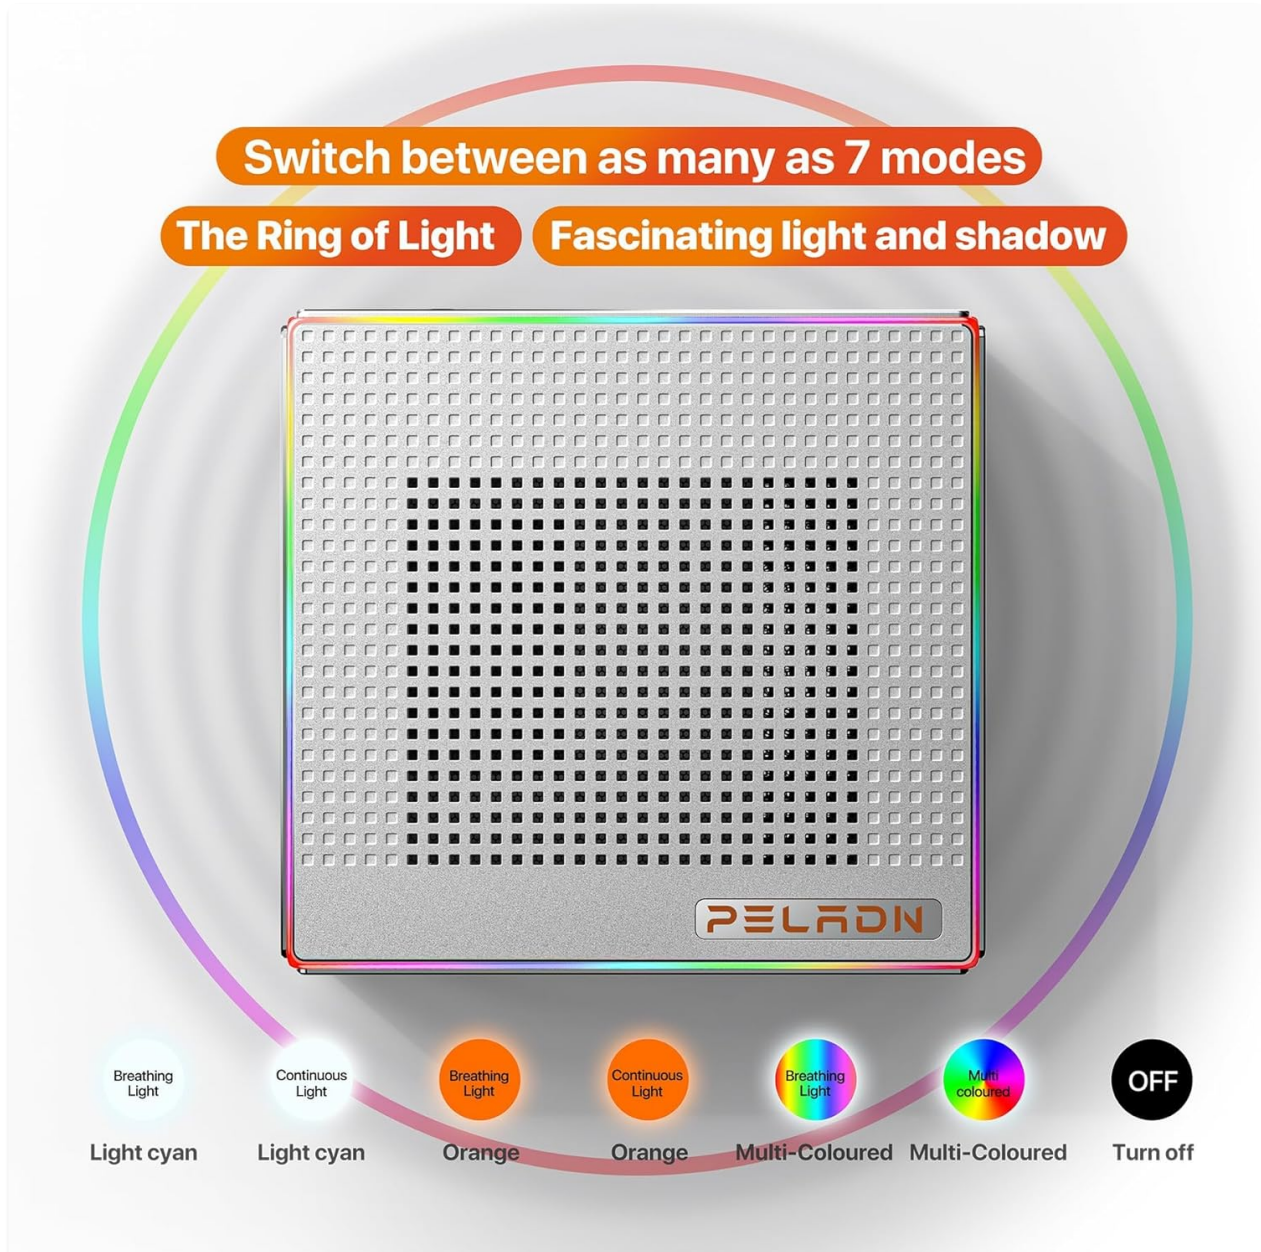 Switch between as many as 7 modes
The Ring of Light
Fascinating light and shadow
PELADN
Breathing
Light
Light cyan
Continuous
Light
Light cyan
Breathing
Light
Orange
Continuous
Light
Orange
Breathing
Light
Multi-Coloured
Multi
coloured
Multi-Coloured
OFF
Turn off